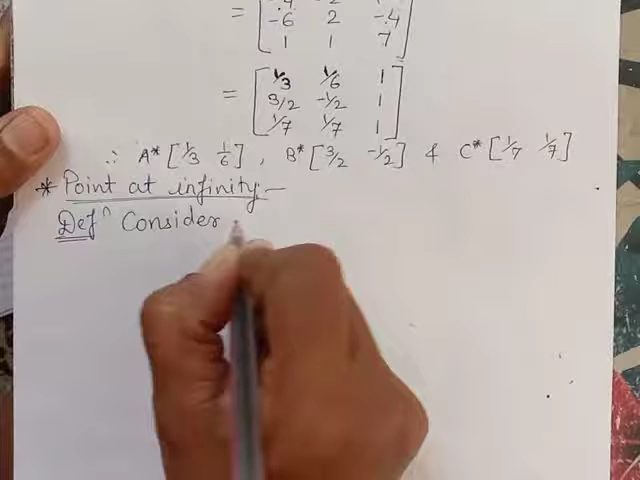 = [ -6 2 -4
1 1 7 ]
= [ 1/3 1/6 1
3/2 -1/2 1
1/7 1/7 1 ]
∴ A* [1/3 1/6] , B* [3/2 -1/2] & C* [1/7 1/7]
* Point at infinity -
Defⁿ Consider